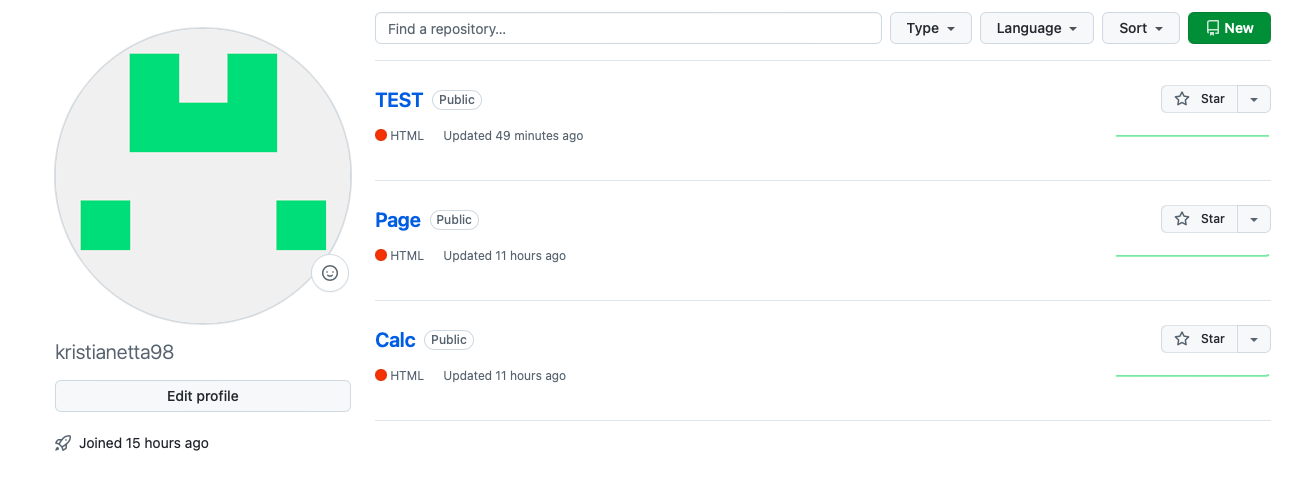 Find a repository...
Type
Language
Sort
New
TEST
Public
Star
HTML
Updated 49 minutes ago
Page
Public
Star
HTML
Updated 11 hours ago
Calc
Public
Star
HTML
Updated 11 hours ago
kristianetta98
Edit profile
Joined 15 hours ago